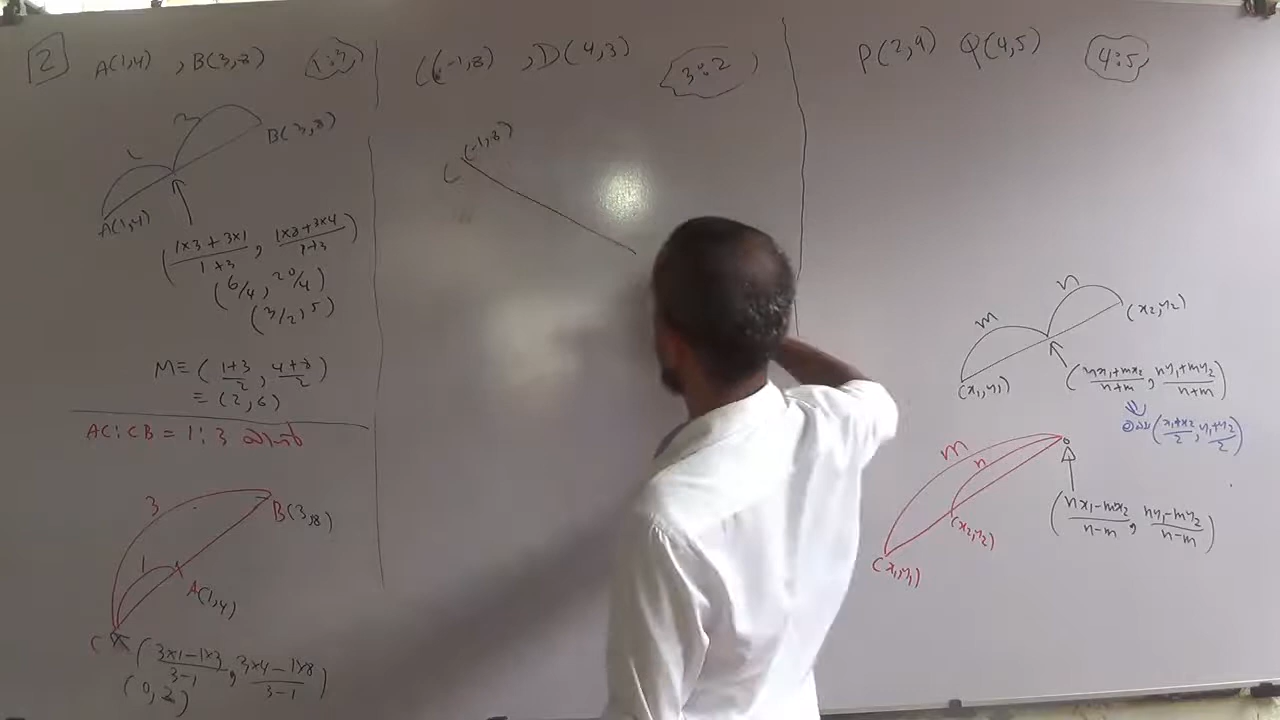 2
A(1,4) , B(3,8)
1:3
1
3
B(3,8)
A(1,4)
(1×3+3×1/1+3, 1×8+3×4/1+3)
(6/4, 20/4)
(3/2, 5)
M≡ (1+3/2, 4+8/2)
≡ (2,6)
AC:CB = 1:3
3
B(3,8)
1
A(1,4)
C
(3×1-1×3/3-1, 3×4-1×8/3-1)
(0, 2)
C(-1,8) , D(4,3)
3:2
C (-1,8)
P(2,4) Q(4,5)
4:5
n
m
(x₂,y₂)
(x₁,y₁)
(nx₁+mx₂/n+m, ny₁+my₂/n+m)
(x₁+x₂/2, y₁+y₂/2)
m
n
(x₂,y₂)
(x₁,y₁)
(nx₁-mx₂/n-m, ny₁-my₂/n-m)